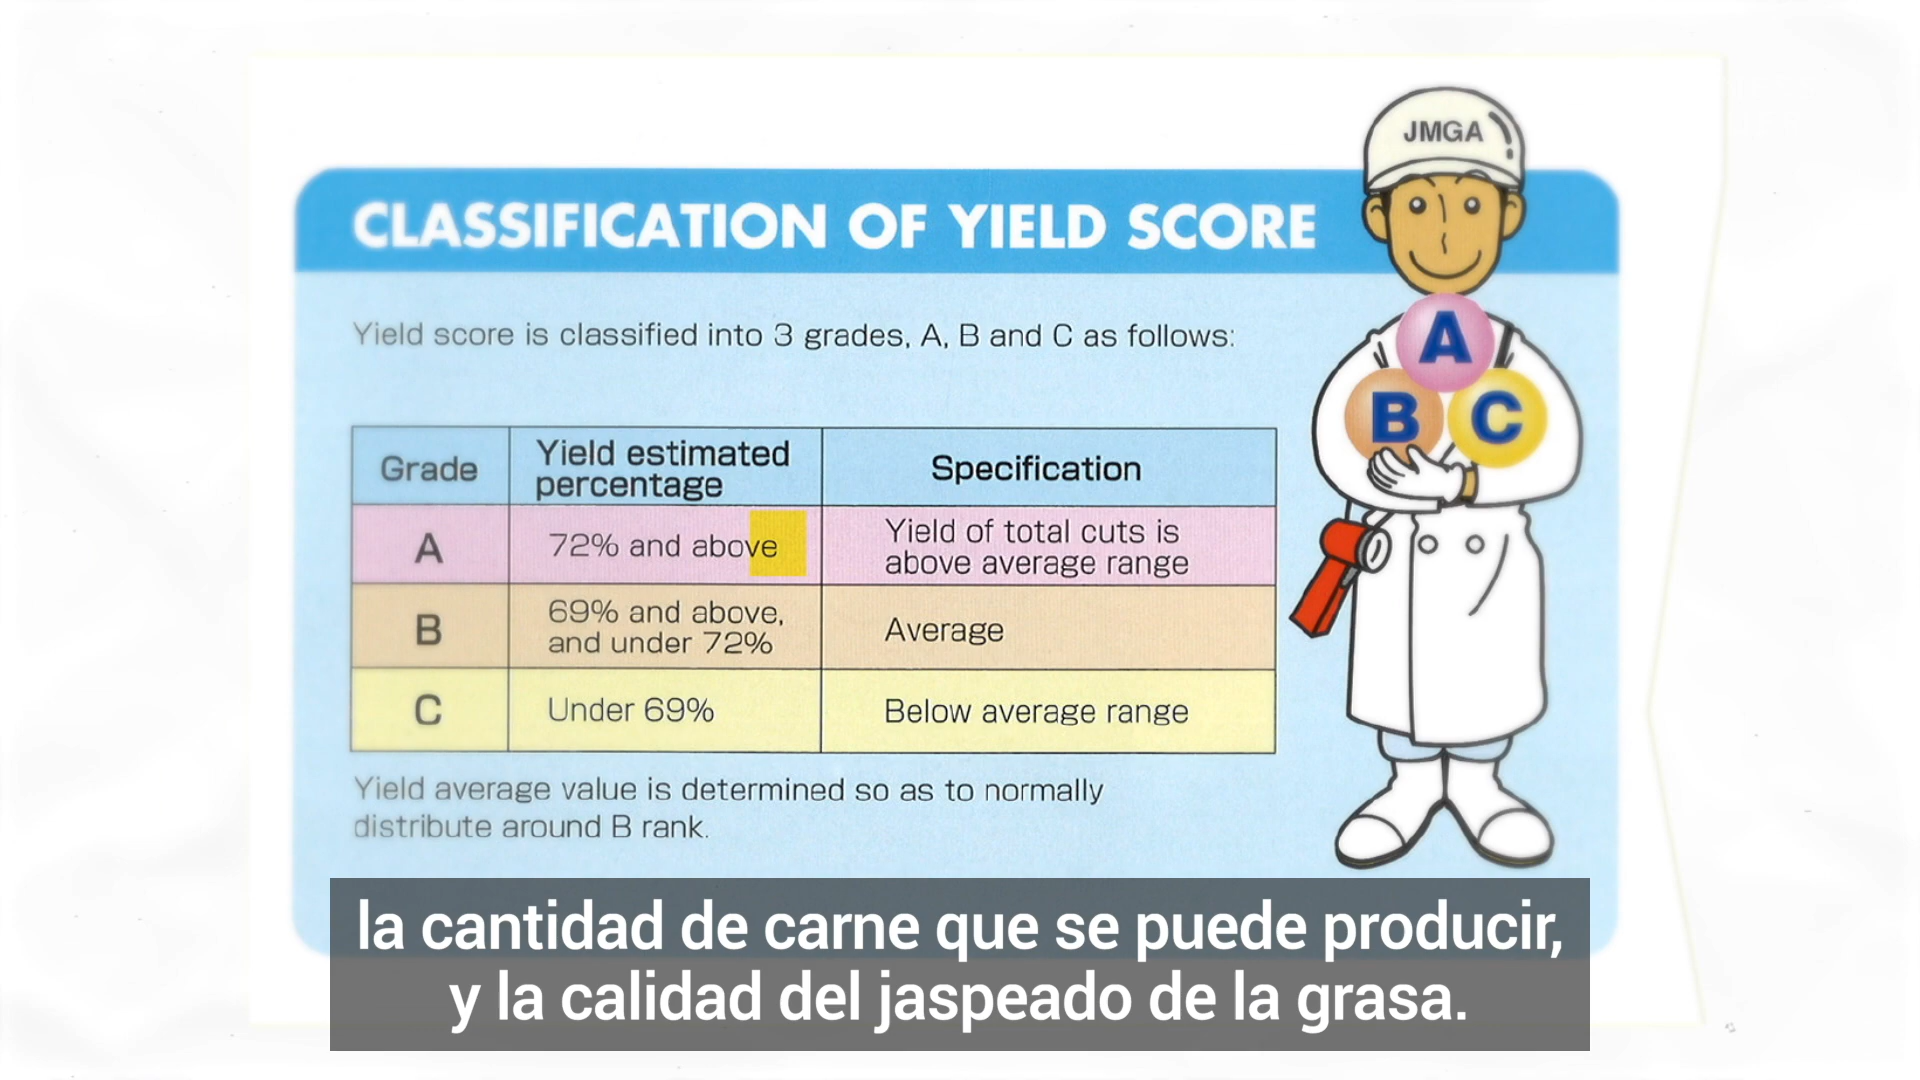 JMGA
CLASSIFICATION OF YIELD SCORE
Yield score is classified into 3 grades, A, B and C as follows:
A
B C
Grade
Yield estimated
percentage
Specification
A
72% and above
Yield of total cuts is
above average range
B
69% and above,
and under 72%
Average
C
Under 69%
Below average range
Yield average value is determined so as to normally
distribute around B rank.
la cantidad de carne que se puede producir,
y la calidad del jaspeado de la grasa.